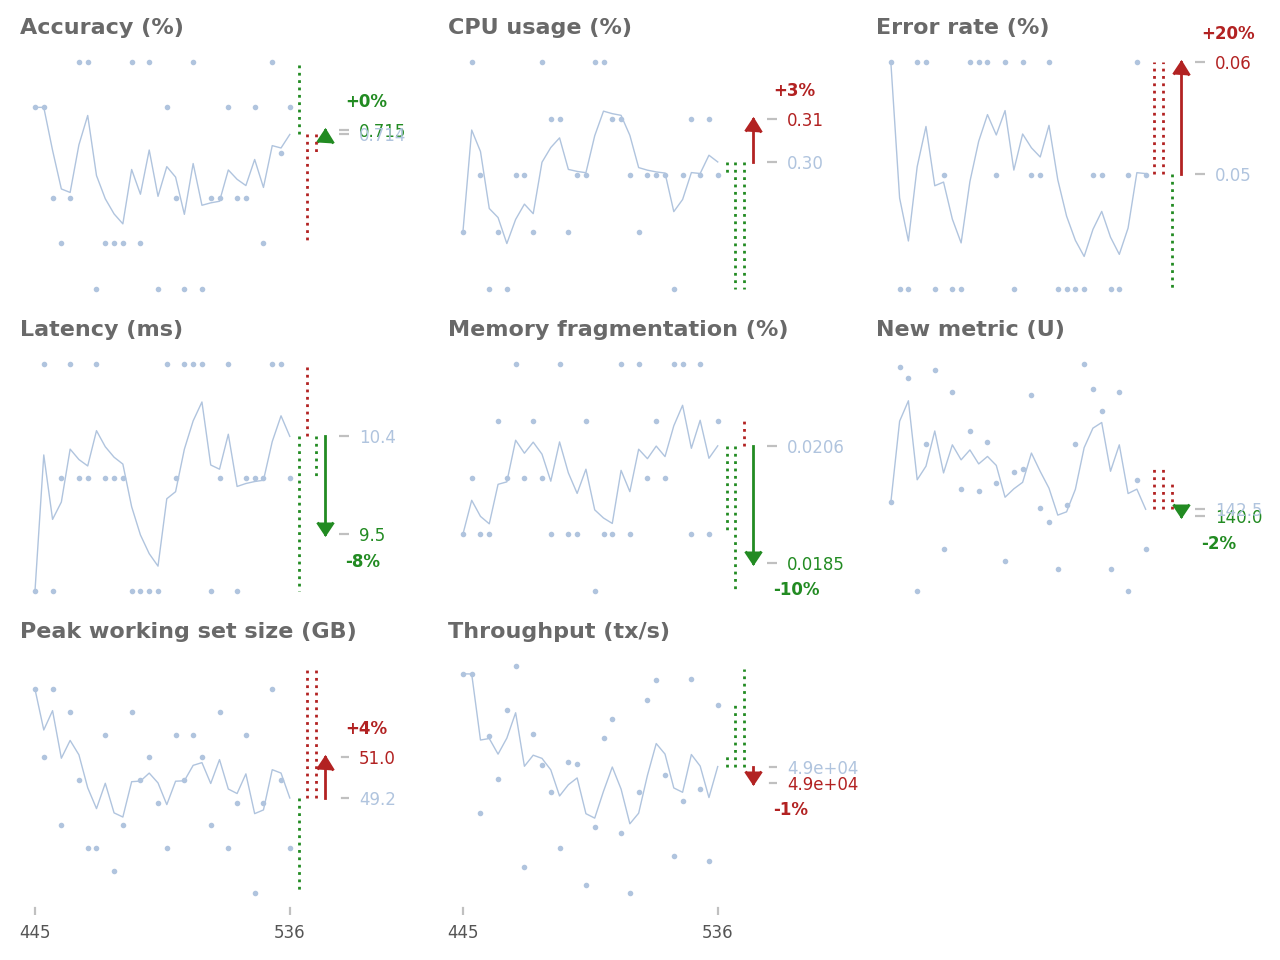 Accuracy (%)
+0%
0.715
0.714
CPU usage (%)
+3%
0.31
0.30
Error rate (%)
+20%
0.06
0.05
Latency (ms)
10.4
9.5
-8%
Memory fragmentation (%)
0.0206
0.0185
-10%
New metric (U)
142.5
140.0
-2%
Peak working set size (GB)
+4%
51.0
49.2
445
536
Throughput (tx/s)
4.9e+04
4.9e+04
-1%
445
536